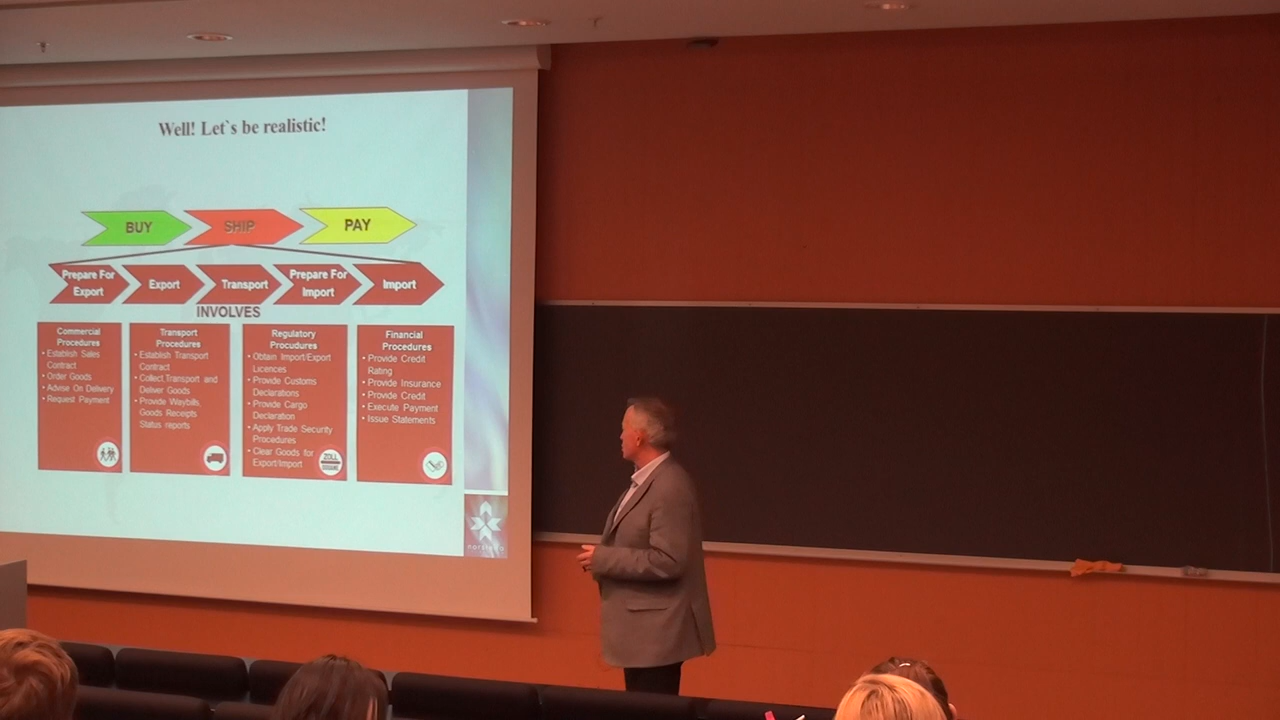 Well! Let`s be realistic!
BUY
SHIP
PAY
Prepare For
Export
Export
Transport
Prepare For
Import
Import
INVOLVES
Commercial
Procedures
• Establish Sales
Contract
• Order Goods
• Advise On Delivery
• Request Payment
Transport
Procedures
• Establish Transport
Contract
• Collect,Transport and
Deliver Goods
• Provide Waybills,
Goods Receipts
Status reports
Regulatory
Procudures
• Obtain Import/Export
Licences
• Provide Customs
Declarations
• Provide Cargo
Declaration
• Apply Trade Security
Procedures
• Clear Goods for
Export/Import
ZOLL
DOUANE
Financial
Procedures
• Provide Credit
Rating
• Provide Insurance
• Provide Credit
• Execute Payment
• Issue Statements